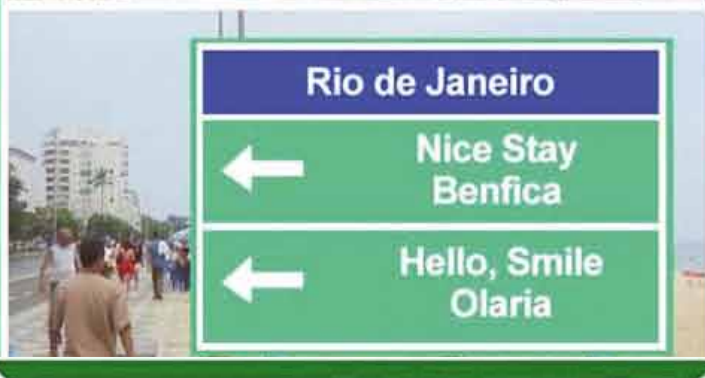 Rio de Janeiro
Nice Stay
Benfica
Hello, Smile
Olaria